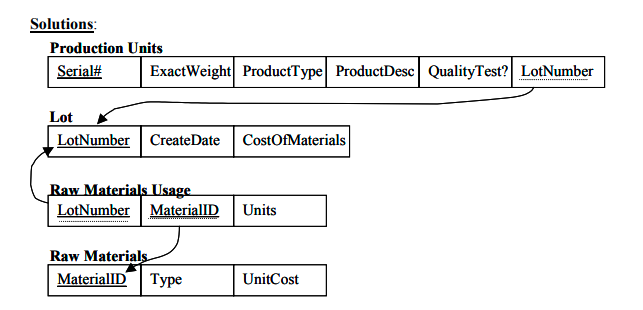 Solutions:
Production Units
Serial# ExactWeight ProductType ProductDesc QualityTest? LotNumber
Lot
LotNumber CreateDate CostOfMaterials
Raw Materials Usage
LotNumber MaterialID Units
Raw Materials
MaterialID Type UnitCost